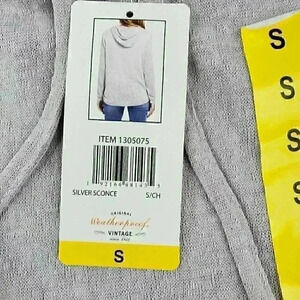 ITEM 1305075
SILVER SCONCE S/CH
ORIGINAL
Weatherproof
VINTAGE
since 1948
S
S
S
S
S
S